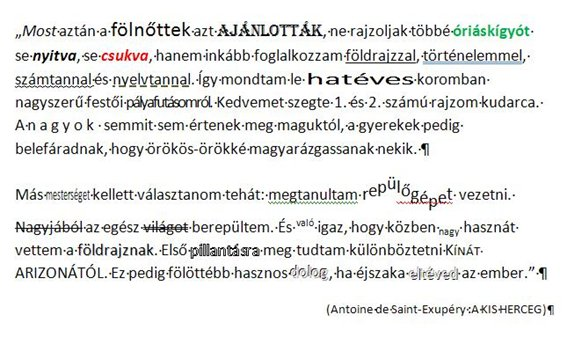 „Most aztán a fölnőttek azt AJÁNLOTTÁK, ne rajzoljak többé óriáskígyót
se nyitva, se csukva, hanem inkább foglalkozzam földrajzzal, történelemmel,
számtannal és nyelvtannal. Így mondtam le hatéves koromban
nagyszerű festői pályafutásomról. Kedvemet szegte 1. és 2. számú rajzom kudarca.
A nagyok semmit sem értenek meg maguktól, a gyerekek pedig
belefáradnak, hogy örökös-örökké magyarázgassanak nekik. ¶
Más mesterséget kellett választanom tehát: megtanultam repülőgépet vezetni.
Nagyjából az egész világot berepültem. És való igaz, hogy közben nagy hasznát
vettem a földrajznak. Első pillantásra meg tudtam különböztetni KÍNÁT
ARIZONÁTÓL. Ez pedig fölöttébb hasznos dolog, ha éjszaka eltéved az ember.” ¶
(Antoine de Saint-Exupéry : A KIS HERCEG) ¶